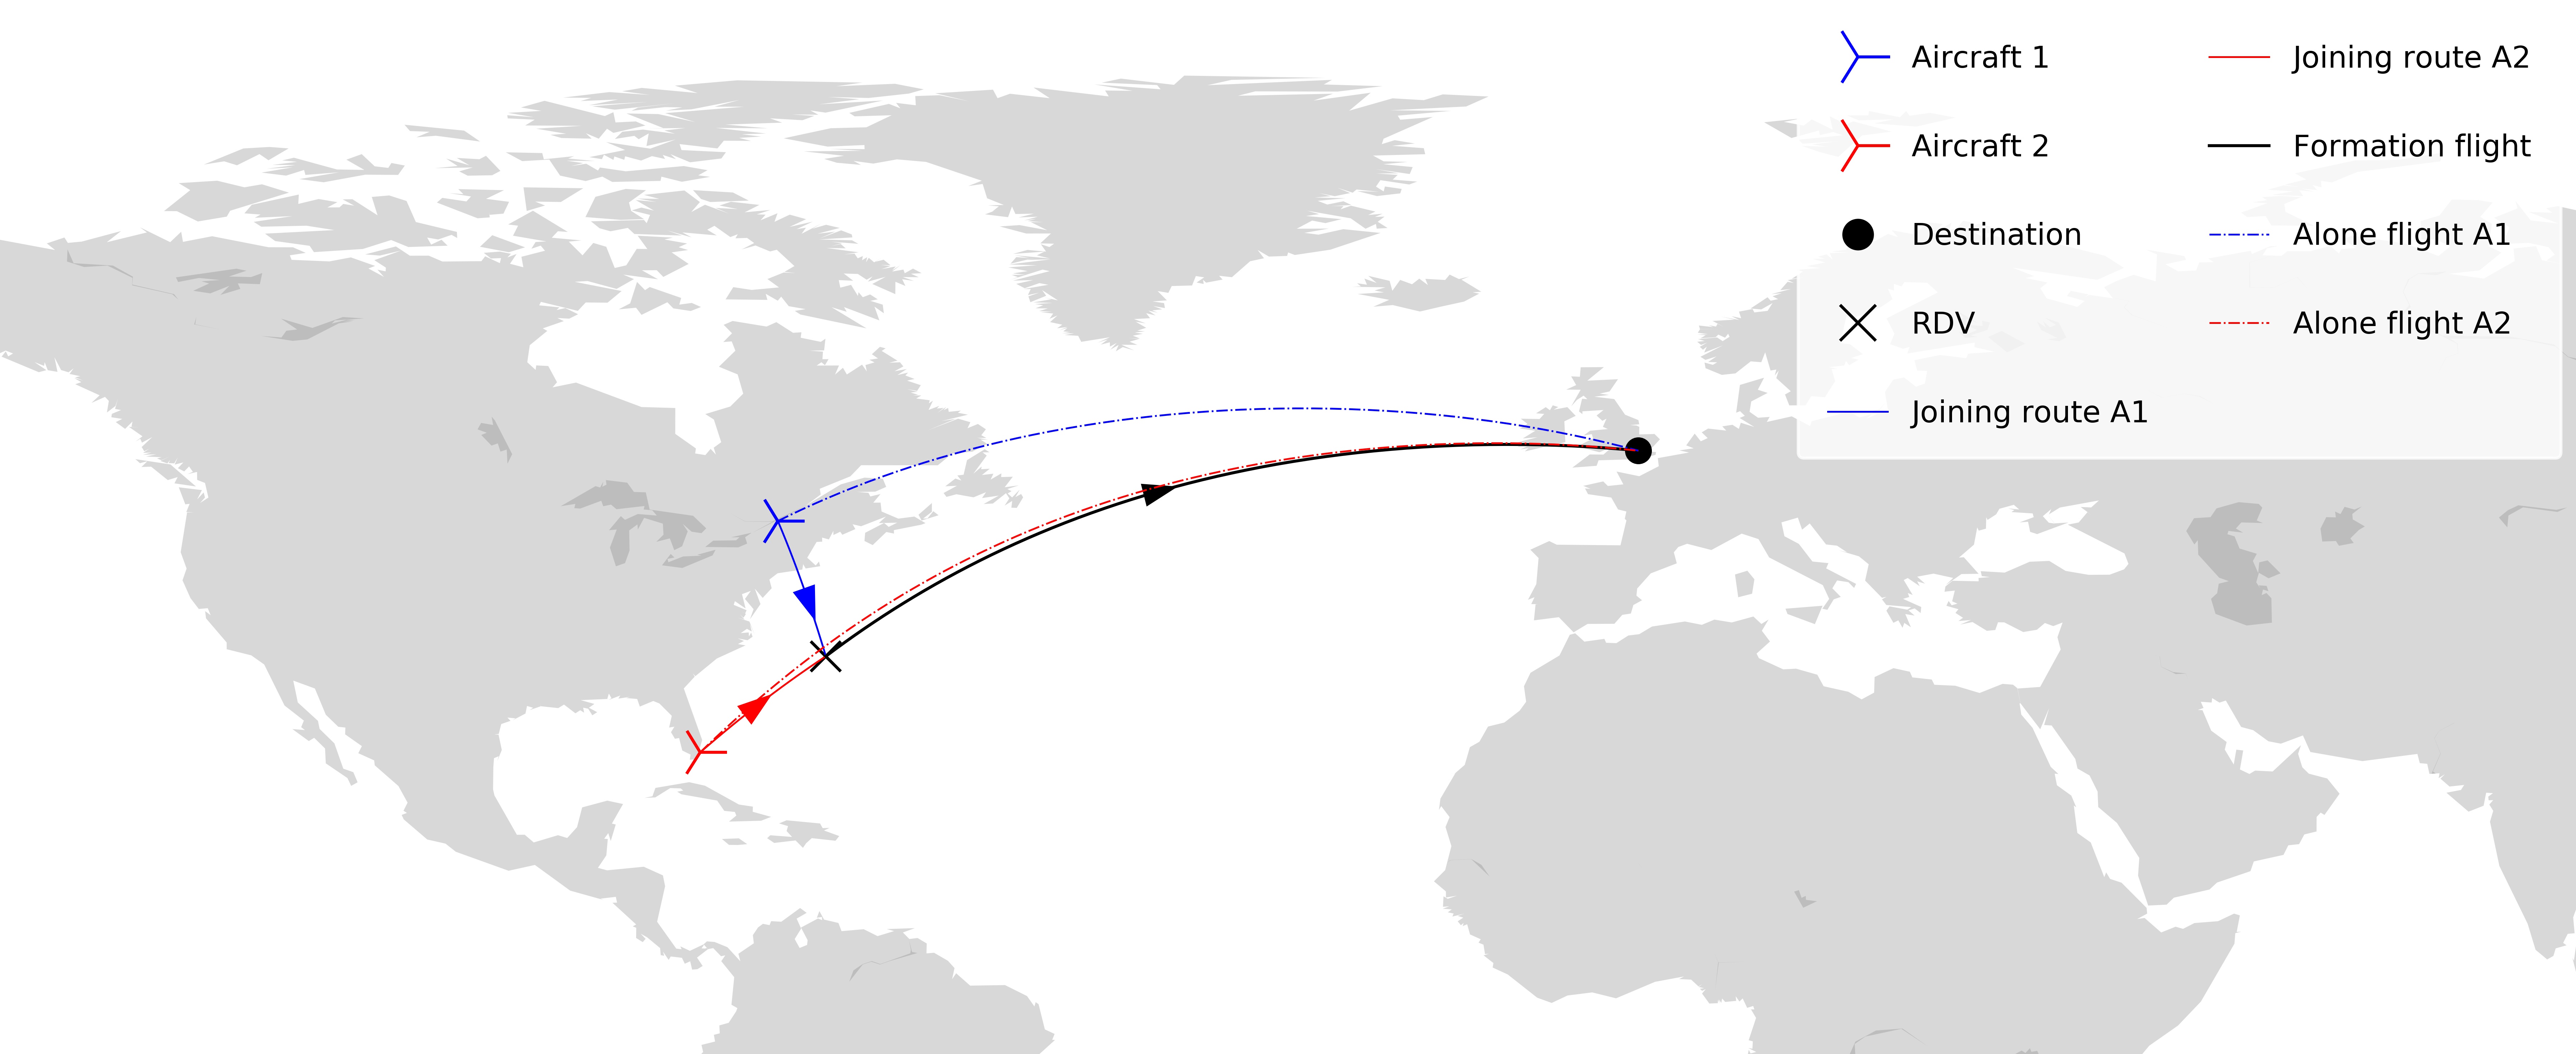 Aircraft 1
Aircraft 2
Destination
RDV
Joining route A1
Joining route A2
Formation flight
Alone flight A1
Alone flight A2